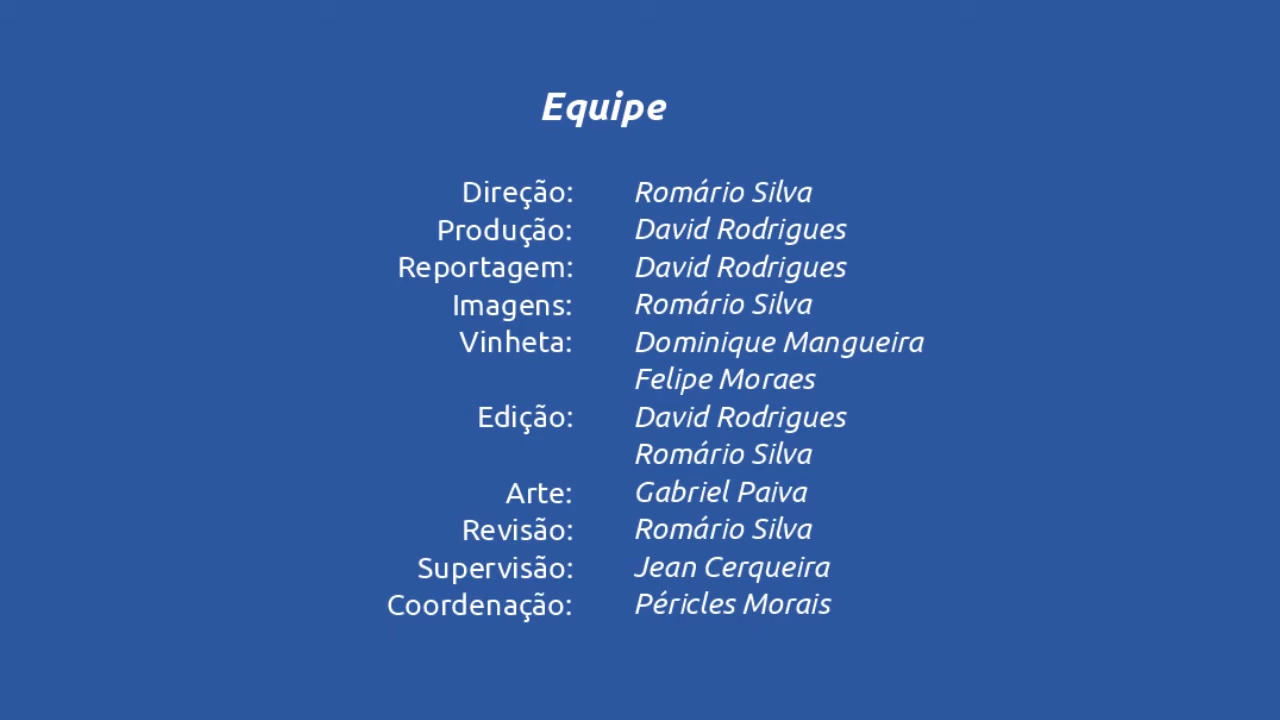 Equipe
Direção: Romário Silva
Produção: David Rodrigues
Reportagem: David Rodrigues
Imagens: Romário Silva
Vinheta: Dominique Mangueira
Felipe Moraes
Edição: David Rodrigues
Romário Silva
Arte: Gabriel Paiva
Revisão: Romário Silva
Supervisão: Jean Cerqueira
Coordenação: Péricles Morais